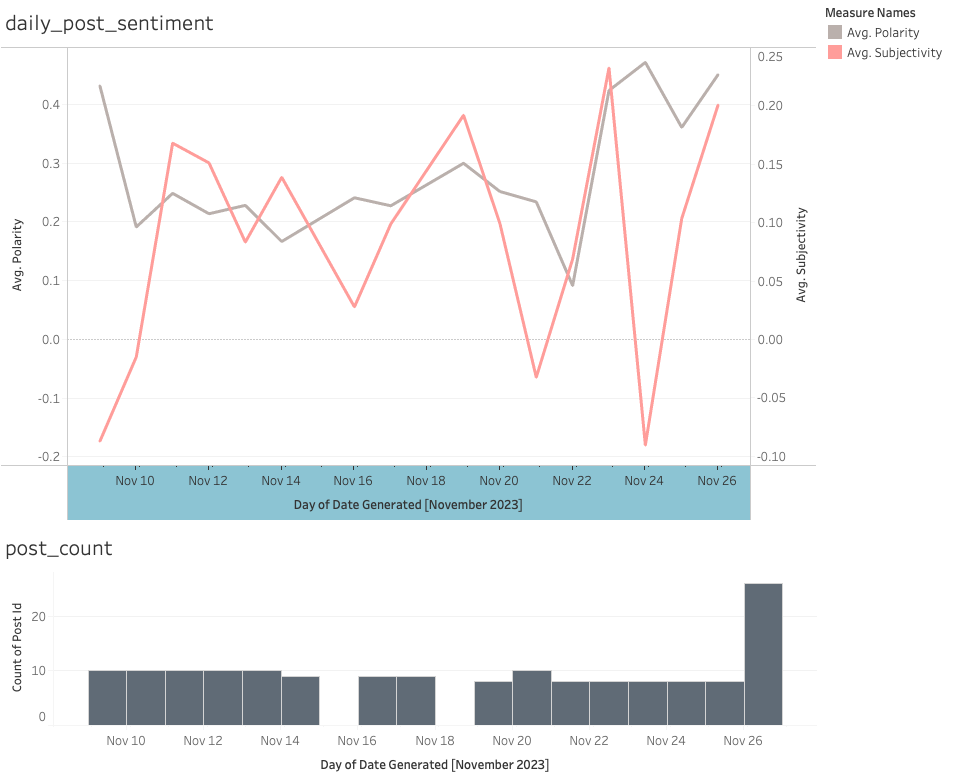 daily_post_sentiment
Measure Names
Avg. Polarity
Avg. Subjectivity
Avg. Polarity
0.4
0.3
0.2
0.1
0.0
-0.1
-0.2
0.25
0.20
0.15
0.10
0.05
0.00
-0.05
-0.10
Avg. Subjectivity
Nov 10 Nov 12 Nov 14 Nov 16 Nov 18 Nov 20 Nov 22 Nov 24 Nov 26
Day of Date Generated [November 2023]
post_count
Count of Post Id
20
10
0
Nov 10 Nov 12 Nov 14 Nov 16 Nov 18 Nov 20 Nov 22 Nov 24 Nov 26
Day of Date Generated [November 2023]